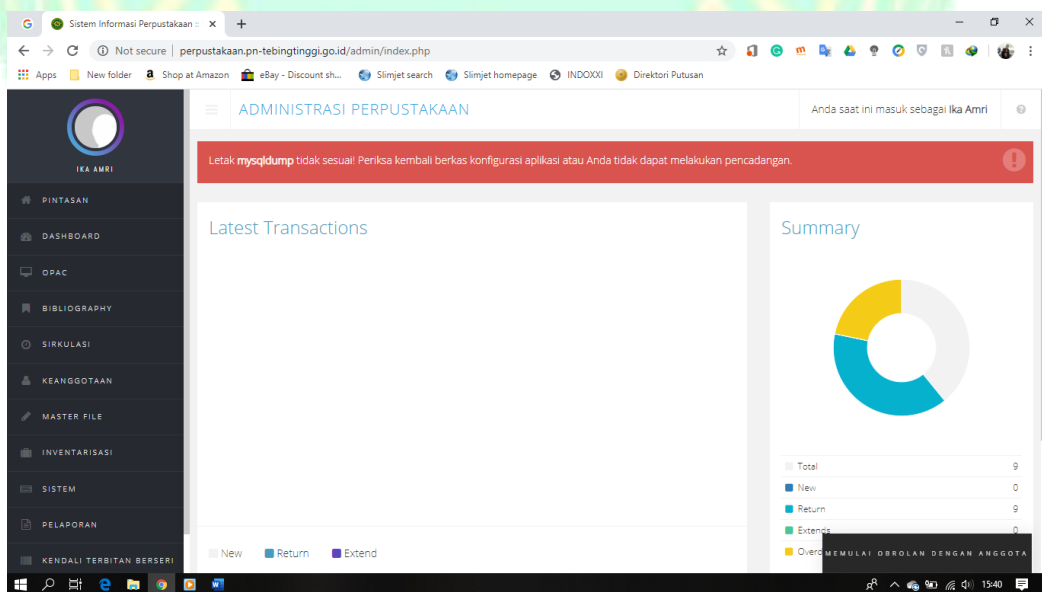 Sistem Informasi Perpustakaan ::
Not secure | perpustakaan.pn-tebingtinggi.go.id/admin/index.php
Apps New folder Shop at Amazon eBay - Discount sh... Slimjet search Slimjet homepage INDOXXI Direktori Putusan
IKA AMRI
PINTASAN
DASHBOARD
OPAC
BIBLIOGRAPHY
SIRKULASI
KEANGGOTAAN
MASTER FILE
INVENTARISASI
SISTEM
PELAPORAN
KENDALI TERBITAN BERSERI
ADMINISTRASI PERPUSTAKAAN
Anda saat ini masuk sebagai Ika Amri
Letak mysqldump tidak sesuai! Periksa kembali berkas konfigurasi aplikasi atau Anda tidak dapat melakukan pencadangan.
Latest Transactions
New Return Extend
Summary
Total 9
New 0
Return 9
Extends 0
MEMULAI OBROLAN DENGAN ANGGOTA
15:40